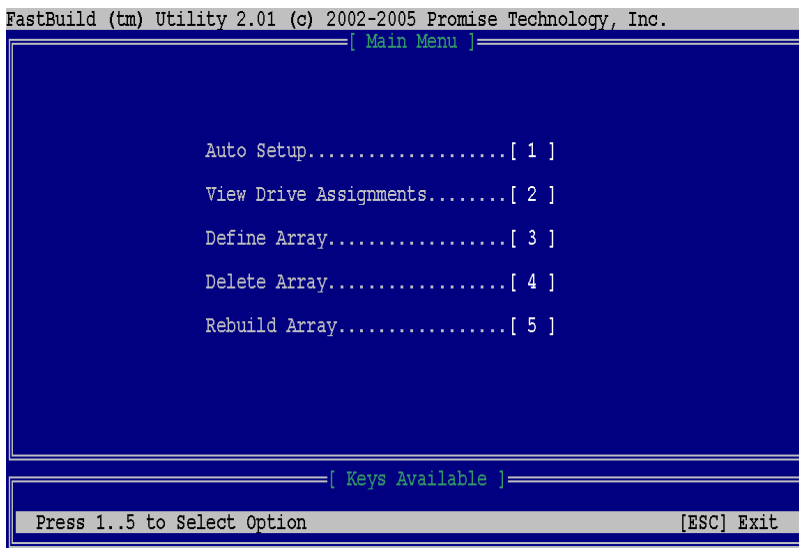 FastBuild (tm) Utility 2.01 (c) 2002-2005 Promise Technology, Inc.
[ Main Menu ]
Auto Setup....................[ 1 ]
View Drive Assignments........[ 2 ]
Define Array..................[ 3 ]
Delete Array..................[ 4 ]
Rebuild Array.................[ 5 ]
[ Keys Available ]
Press 1..5 to Select Option [ESC] Exit